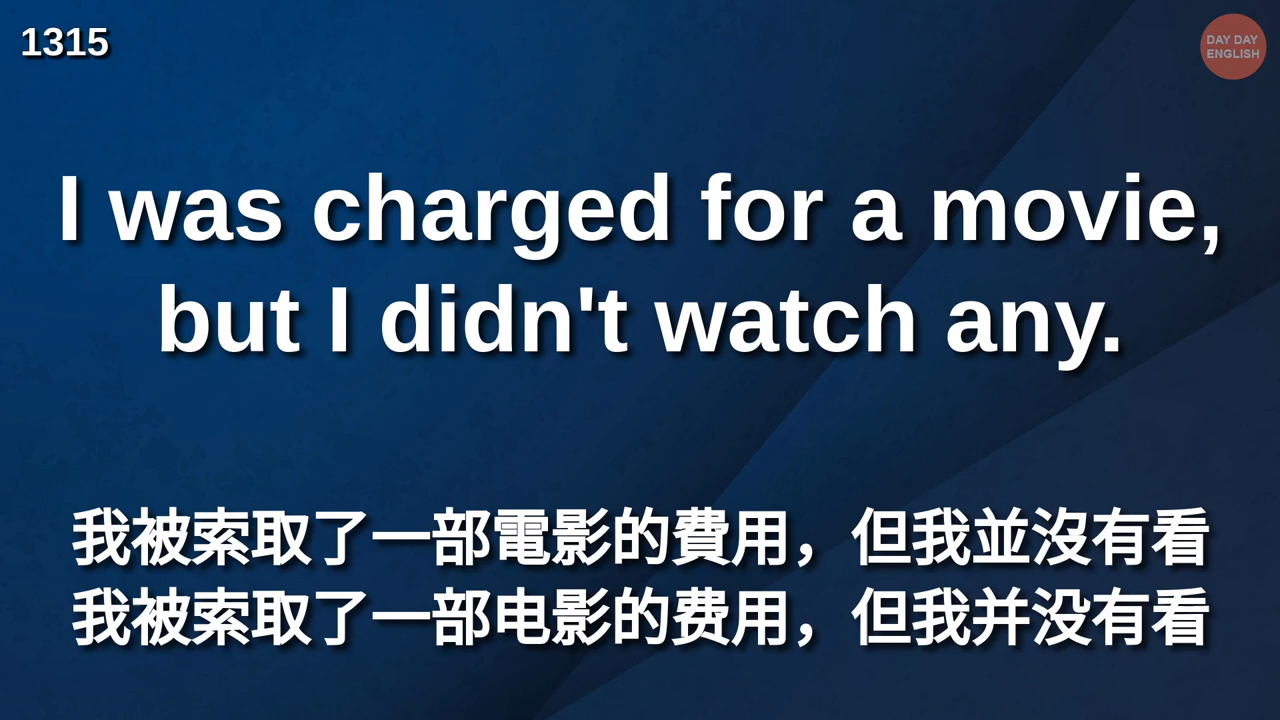 1315
DAY DAY
ENGLISH
I was charged for a movie,
but I didn't watch any.
我被索取了一部電影的費用，但我並沒有看
我被索取了一部电影的费用，但我并没有看